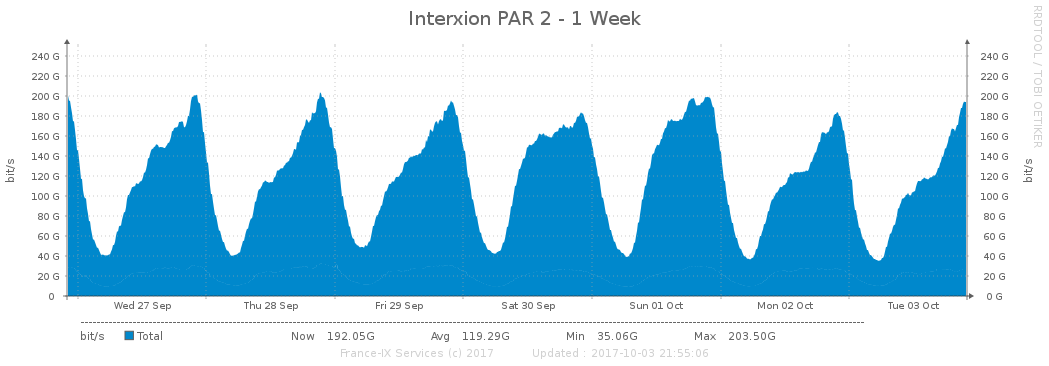 Interxion PAR 2 - 1 Week
RRDTOOL / TOBI OETIKER
bit/s
240 G
220 G
200 G
180 G
160 G
140 G
120 G
100 G
80 G
60 G
40 G
20 G
0
240 G
220 G
200 G
180 G
160 G
140 G
120 G
100 G
80 G
60 G
40 G
20 G
0 G
bit/s
Wed 27 Sep Thu 28 Sep Fri 29 Sep Sat 30 Sep Sun 01 Oct Mon 02 Oct Tue 03 Oct
bit/s Total Now 192.05G Avg 119.29G Min 35.06G Max 203.50G
France-IX Services (c) 2017 Updated : 2017-10-03 21:55:06